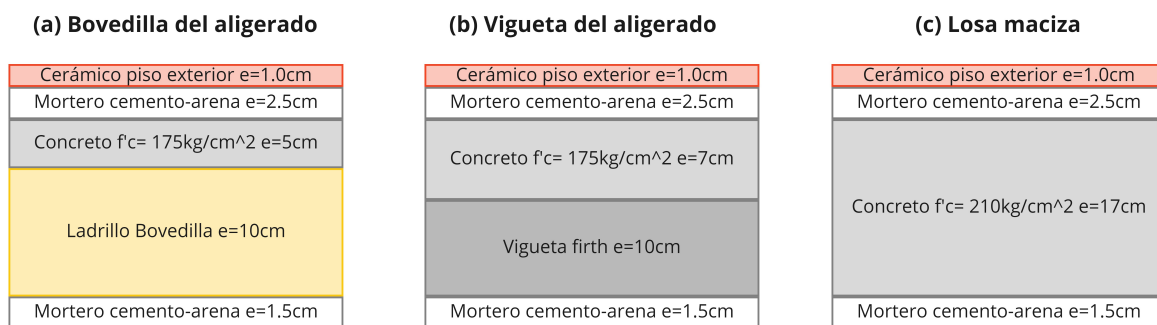 (a) Bovedilla del aligerado
Cerámico piso exterior e=1.0cm
Mortero cemento-arena e=2.5cm
Concreto f'c= 175kg/cm^2 e=5cm
Ladrillo Bovedilla e=10cm
Mortero cemento-arena e=1.5cm
(b) Vigueta del aligerado
Cerámico piso exterior e=1.0cm
Mortero cemento-arena e=2.5cm
Concreto f'c= 175kg/cm^2 e=7cm
Vigueta firth e=10cm
Mortero cemento-arena e=1.5cm
(c) Losa maciza
Cerámico piso exterior e=1.0cm
Mortero cemento-arena e=2.5cm
Concreto f'c= 210kg/cm^2 e=17cm
Mortero cemento-arena e=1.5cm